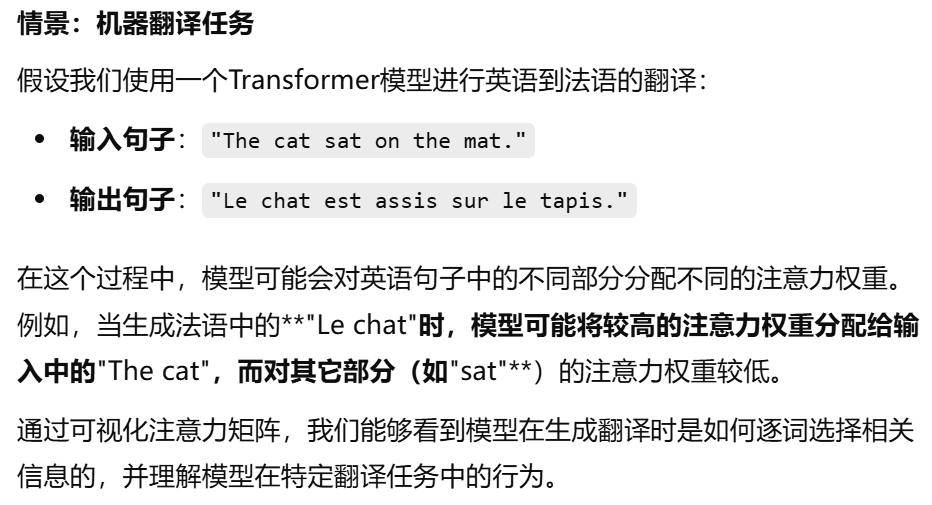 情景：机器翻译任务
假设我们使用一个Transformer模型进行英语到法语的翻译：
• 输入句子： "The cat sat on the mat."
• 输出句子： "Le chat est assis sur le tapis."
在这个过程中，模型可能会对英语句子中的不同部分分配不同的注意力权重。
例如，当生成法语中的**"Le chat"时，模型可能将较高的注意力权重分配给输
入中的"The cat"，而对其它部分（如"sat"**）的注意力权重较低。
通过可视化注意力矩阵，我们能够看到模型在生成翻译时是如何逐词选择相关
信息的，并理解模型在特定翻译任务中的行为。